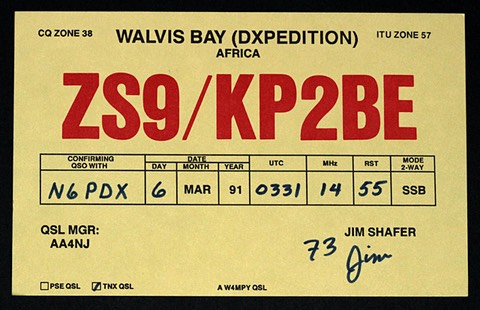 CQ ZONE 38 WALVIS BAY (DXPEDITION) ITU ZONE 57
AFRICA
ZS9/KP2BE
CONFIRMING QSO WITH DATE DAY MONTH YEAR UTC MHz RST MODE 2-WAY
N6PDX 6 MAR 91 0331 14 55 SSB
QSL MGR: JIM SHAFER
AA4NJ
73 Jim
PSE QSL TNX QSL A W4MPY QSL